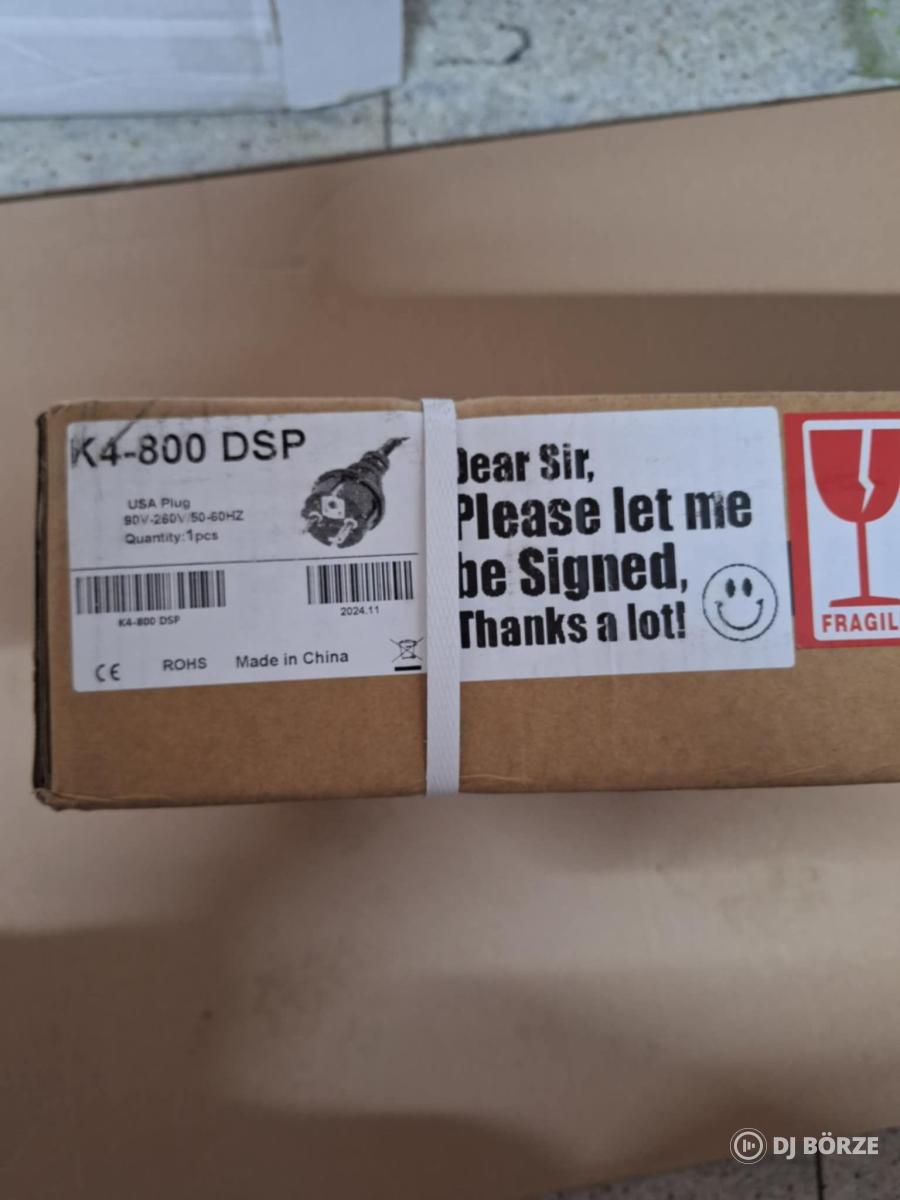 K4-800 DSP
USA Plug
90V-260V/50-60HZ
Quantity:1pcs
K4-800 DSP
2024.11
CE
ROHS
Made in China
Dear Sir,
Please let me
be Signed,
Thanks a lot!
FRAGIL
DJ BÖRZE